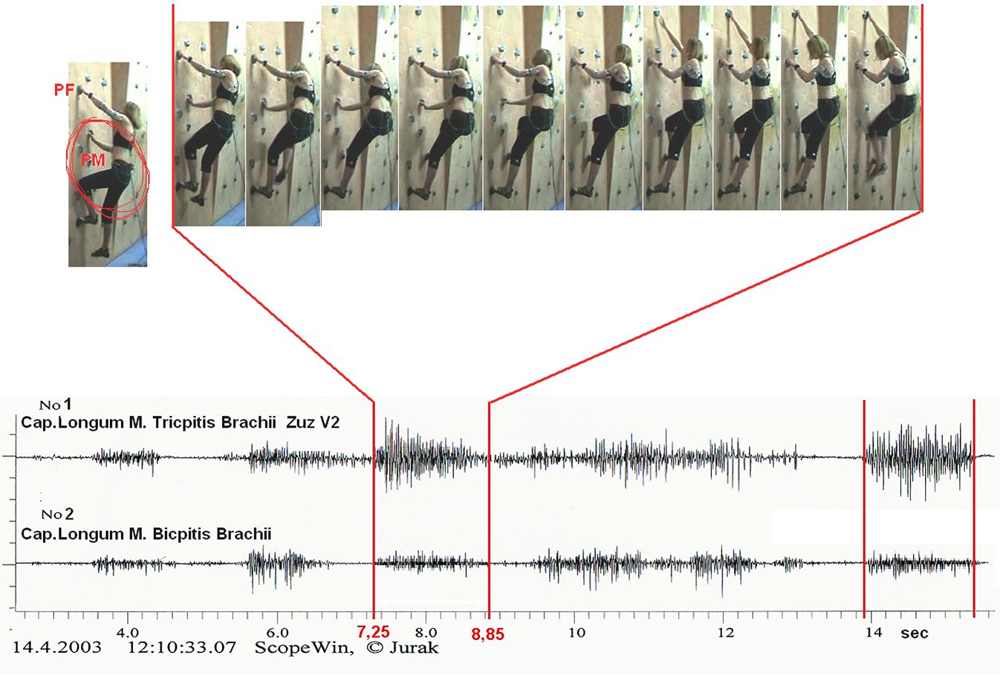 PF
PM
No 1
Cap.Longum M. Tricpitis Brachii Zuz V2
No 2
Cap.Longum M. Bicpitis Brachii
4.0 6.0 7,25 8.0 8,85 10 12 14 sec
14.4.2003 12:10:33.07 ScopeWin, © Jurak